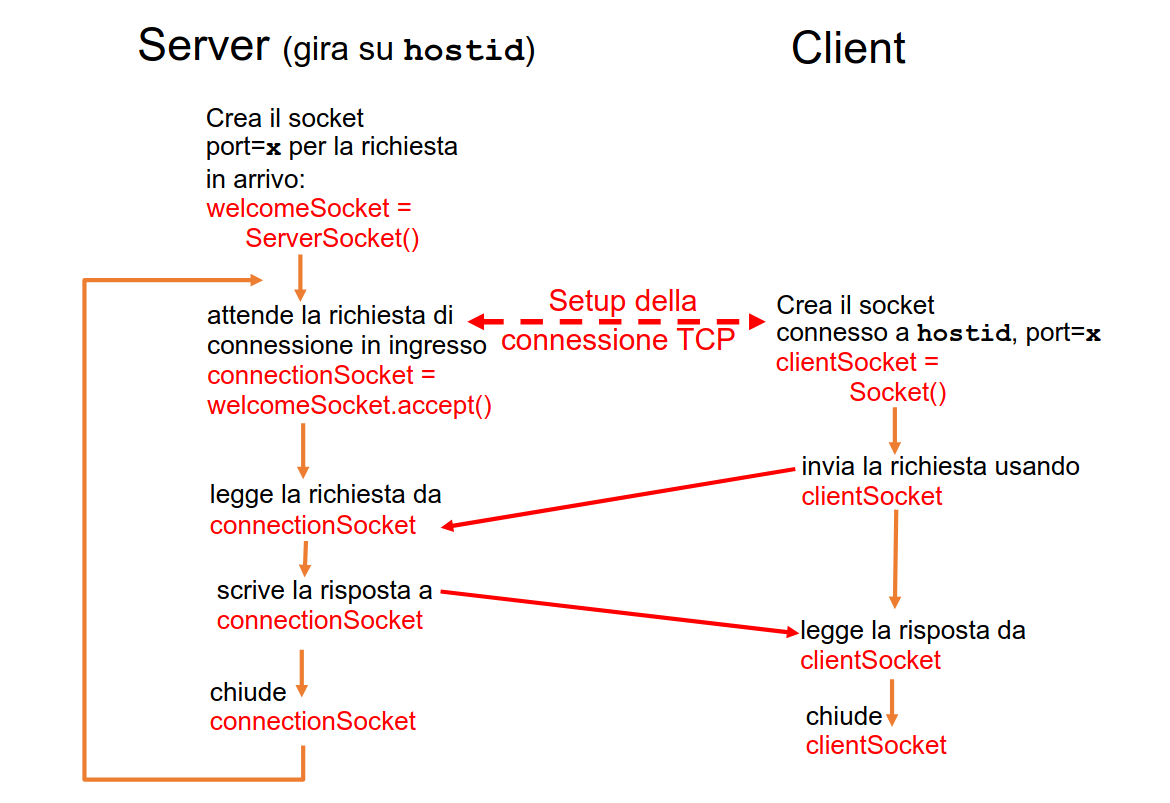 Server (gira su hostid)
Client
Crea il socket
port=x per la richiesta
in arrivo:
welcomeSocket =
ServerSocket()
attende la richiesta di
connessione in ingresso
connectionSocket =
welcomeSocket.accept()
Setup della
connessione TCP
Crea il socket
connesso a hostid, port=x
clientSocket =
Socket()
invia la richiesta usando
clientSocket
legge la richiesta da
connectionSocket
scrive la risposta a
connectionSocket
legge la risposta da
clientSocket
chiude
connectionSocket
chiude
clientSocket